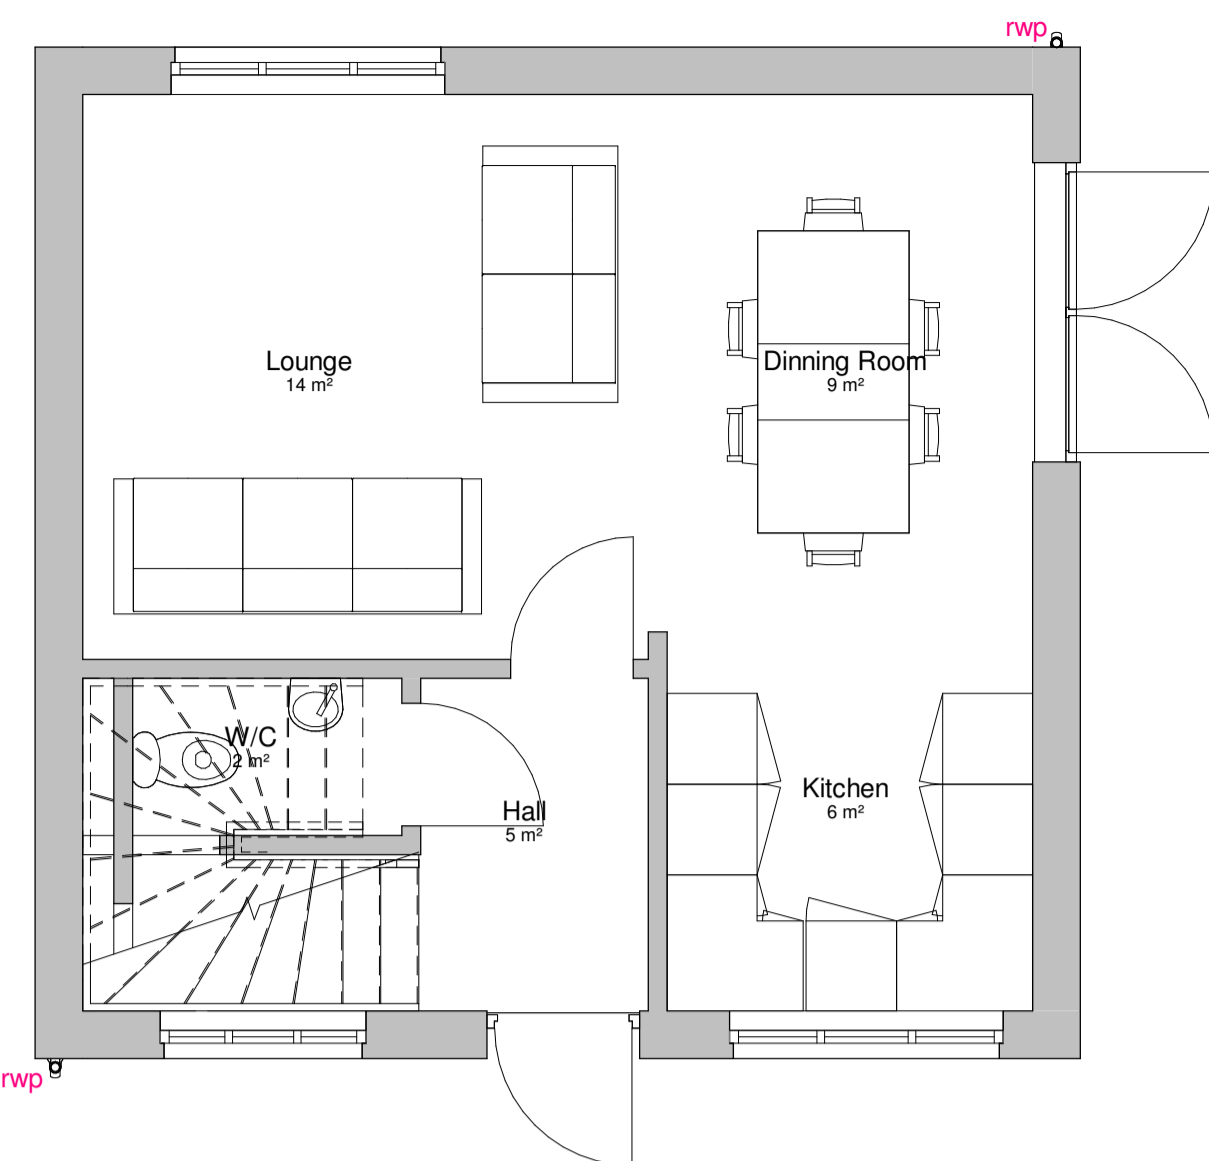 rwp
Lounge
14 m²
Dinning Room
9 m²
W/C
2 m²
Hall
5 m²
Kitchen
6 m²
rwp